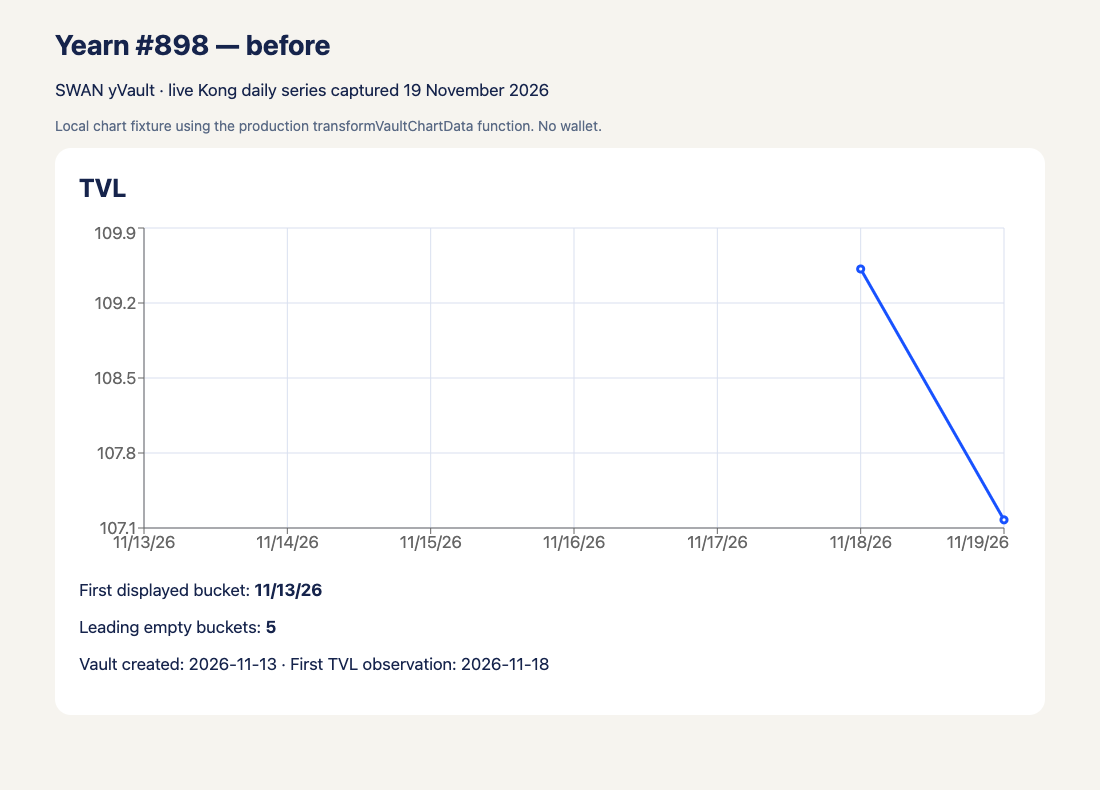 Yearn #898 — before
SWAN yVault · live Kong daily series captured 19 November 2026
Local chart fixture using the production transformVaultChartData function. No wallet.
TVL
109.9
109.2
108.5
107.8
107.1
11/13/26 11/14/26 11/15/26 11/16/26 11/17/26 11/18/26 11/19/26
First displayed bucket: 11/13/26
Leading empty buckets: 5
Vault created: 2026-11-13 · First TVL observation: 2026-11-18